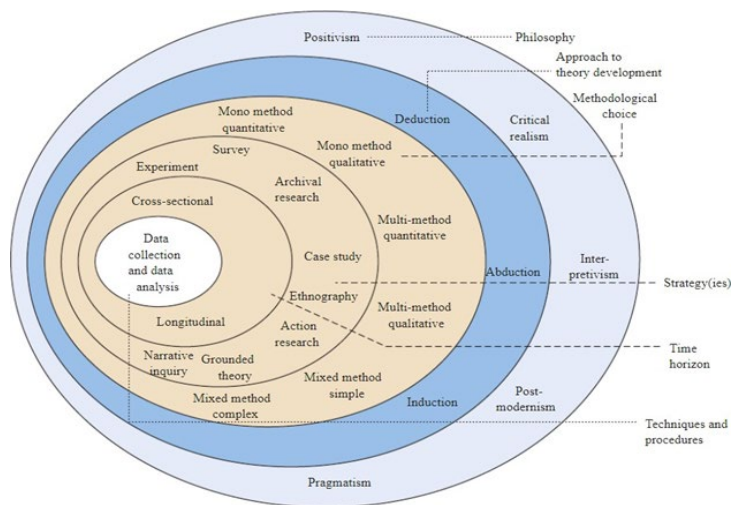 Positivism
Philosophy
Approach to
theory development
Methodological
choice
Mono method
quantitative
Deduction
Critical
realism
Survey
Mono method
qualitative
Experiment
Archival
research
Cross-sectional
Multi-method
quantitative
Data
collection
and data
analysis
Case study
Abduction
Inter-
pretivism
Strategy(ies)
Ethnography
Multi-method
qualitative
Longitudinal
Action
research
Time
horizon
Narrative
inquiry
Grounded
theory
Mixed method
simple
Mixed method
complex
Induction
Post-
modernism
Techniques and
procedures
Pragmatism